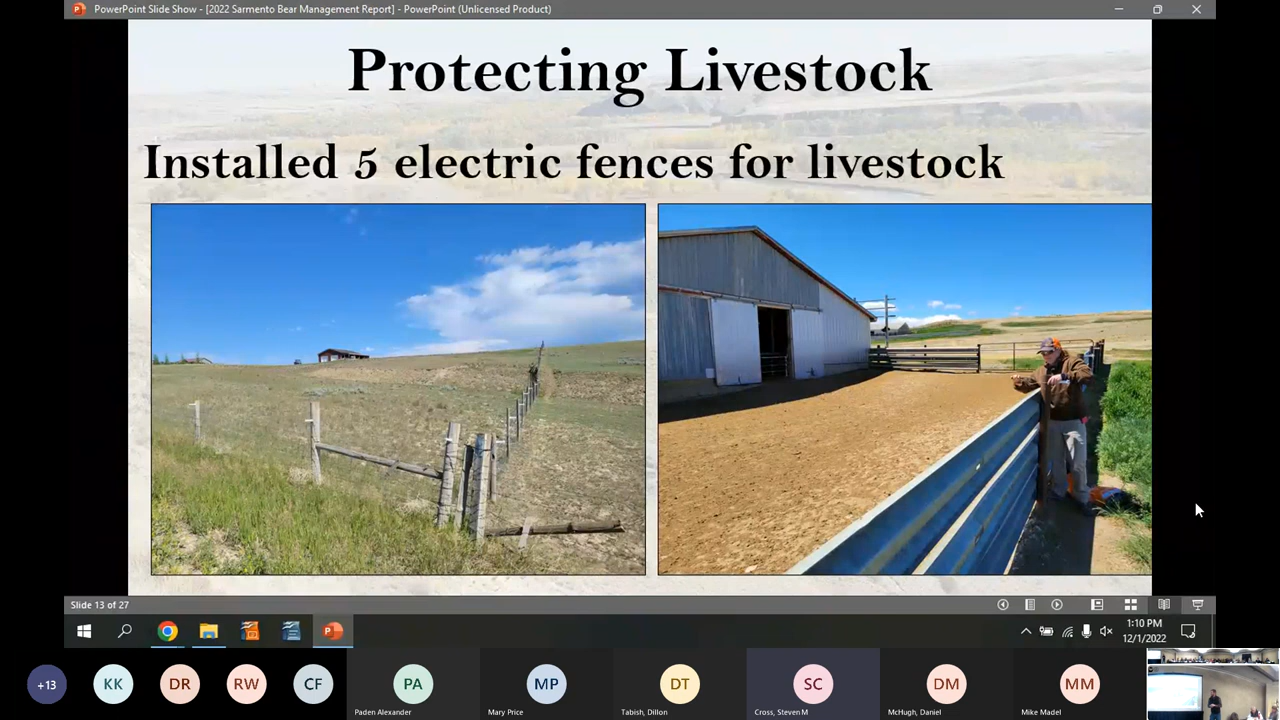 PowerPoint Slide Show - [2022 Sarmento Bear Management Report] - PowerPoint (Unlicensed Product)
Protecting Livestock
Installed 5 electric fences for livestock
Slide 13 of 27
1:10 PM
12/1/2022
+13
KK
DR
RW
CF
PA
MP
DT
SC
DM
MM
Paden Alexander
Mary Price
Tabish, Dillon
Cross, Steven M
McHugh, Daniel
Mike Madel